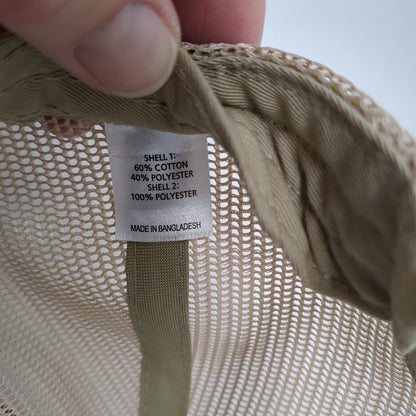 SHELL 1:
60% COTTON
40% POLYESTER
SHELL 2:
100% POLYESTER
MADE IN BANGLADESH